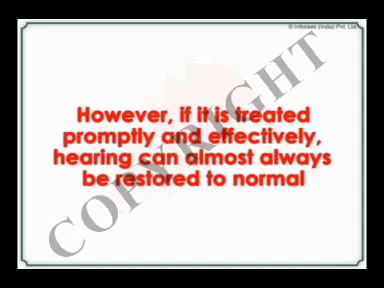 © Infoseek (India) Pvt. Ltd.
However, if it is treated
promptly and effectively,
hearing can almost always
be restored to normal
COPYRIGHT